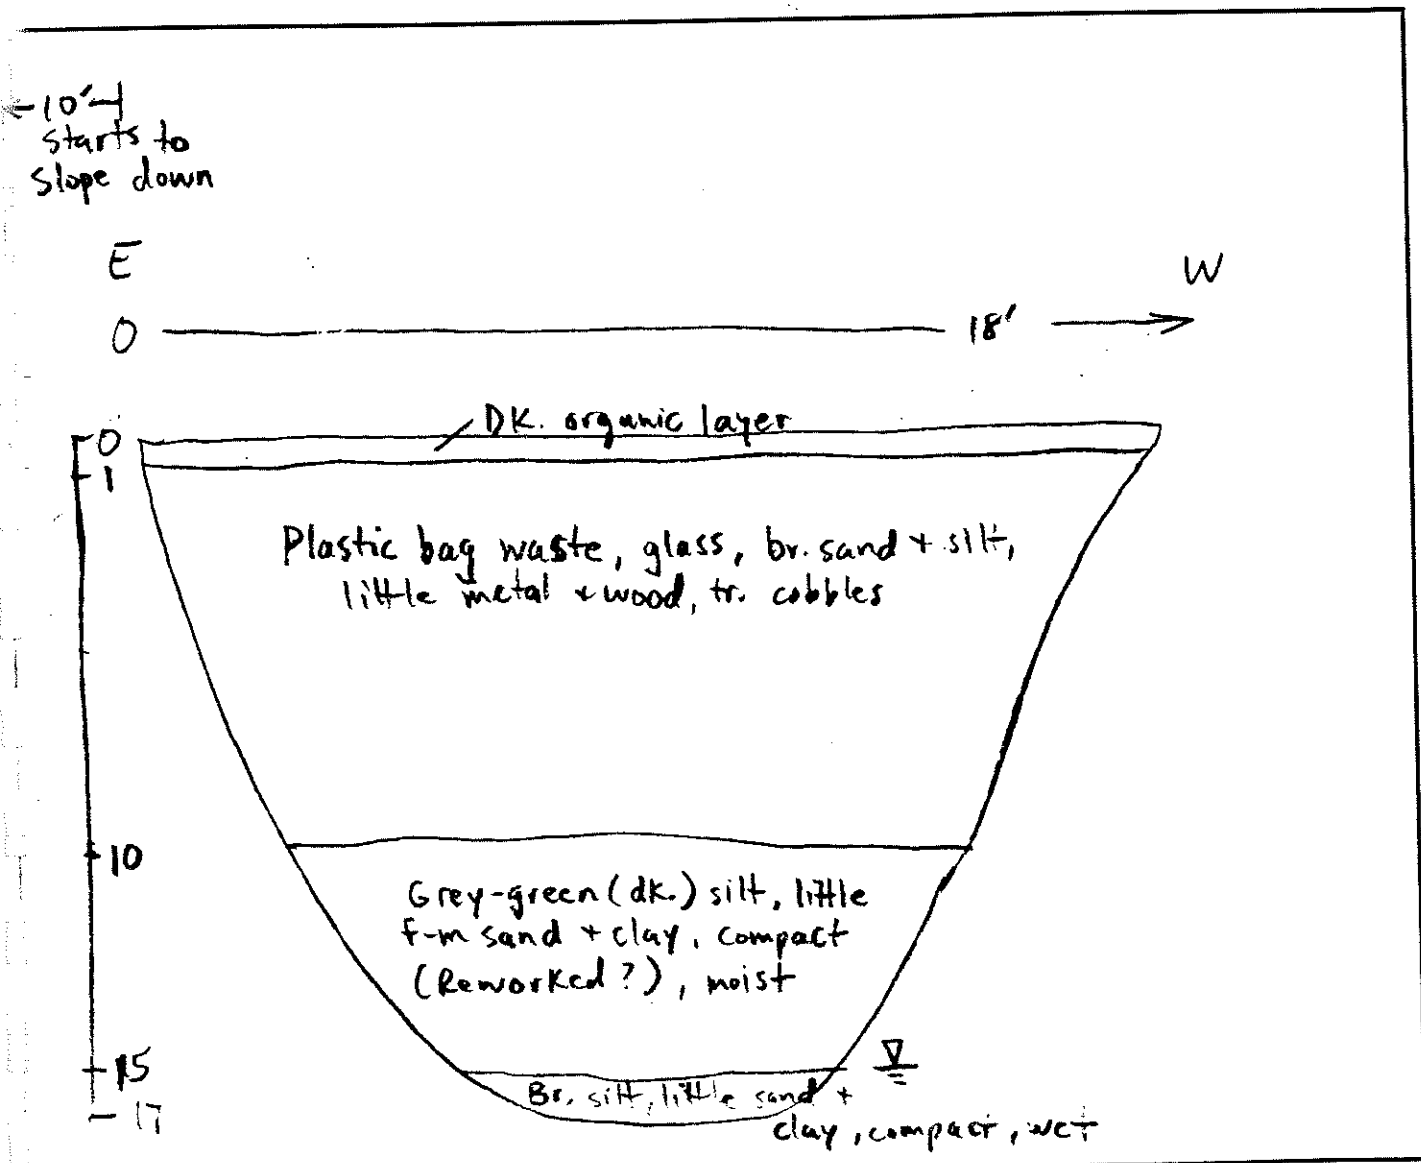 10'
starts to
slope down
E
W
0
18'
DK. organic layer
0
1
Plastic bag waste, glass, br. sand + silt,
little metal + wood, tr. cobbles
10
Grey-green (dk.) silt, little
f-m sand + clay, compact
(Reworked?), moist
15
Br. silt, little sand +
17
clay, compact, wet